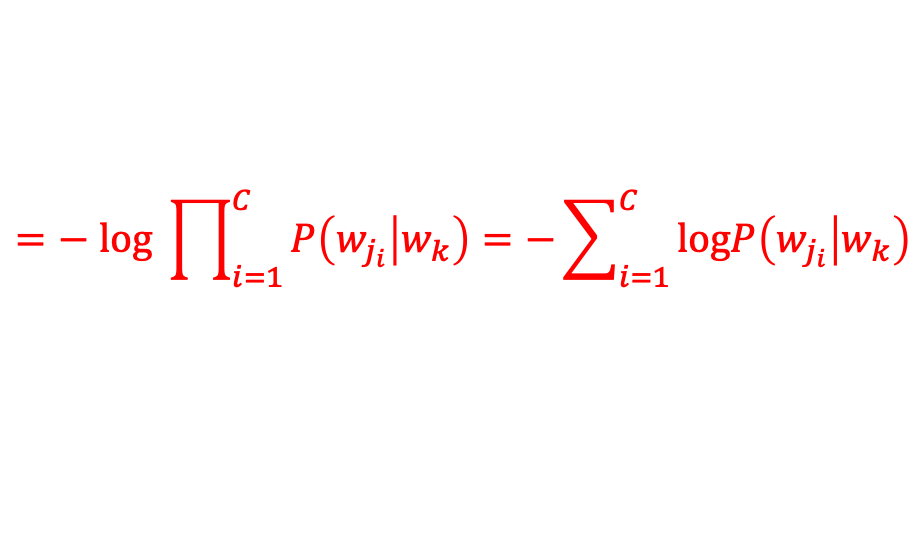 = − log ∏_{i=1}^{C} P(w_{j_i}|w_k) = − ∑_{i=1}^{C} logP(w_{j_i}|w_k)